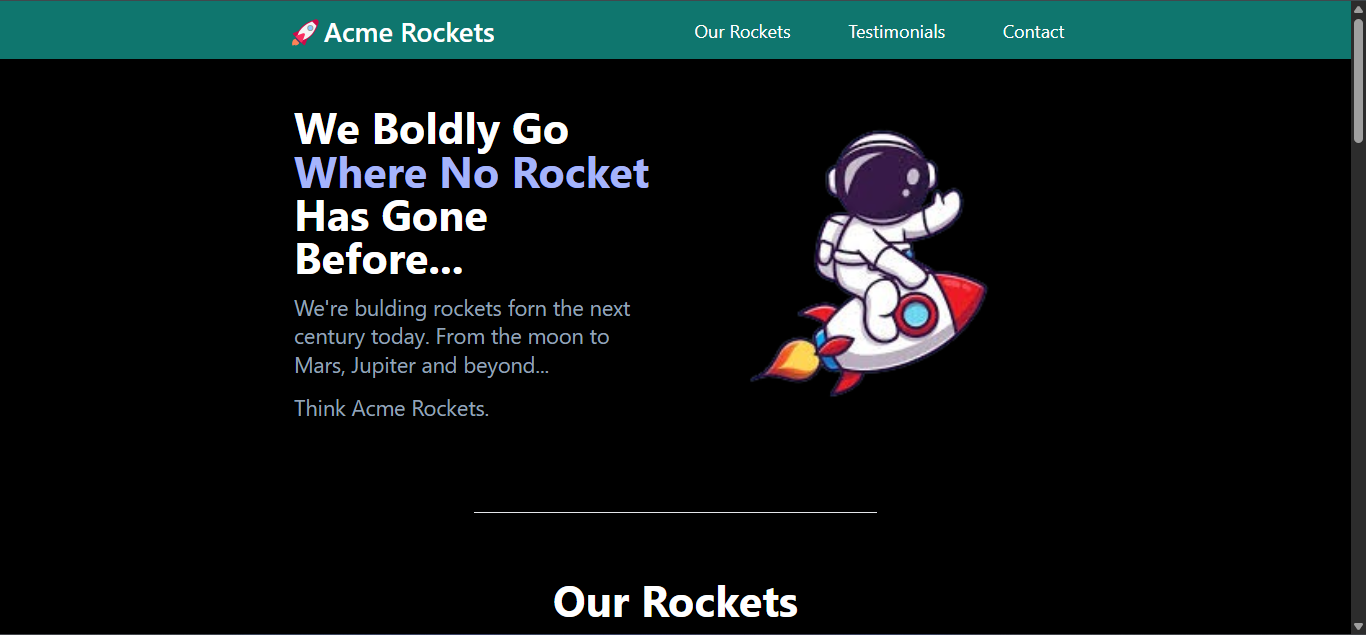 🚀 Acme Rockets
Our Rockets
Testimonials
Contact
We Boldly Go
Where No Rocket
Has Gone
Before...
We're bulding rockets forn the next
century today. From the moon to
Mars, Jupiter and beyond...
Think Acme Rockets.
Our Rockets